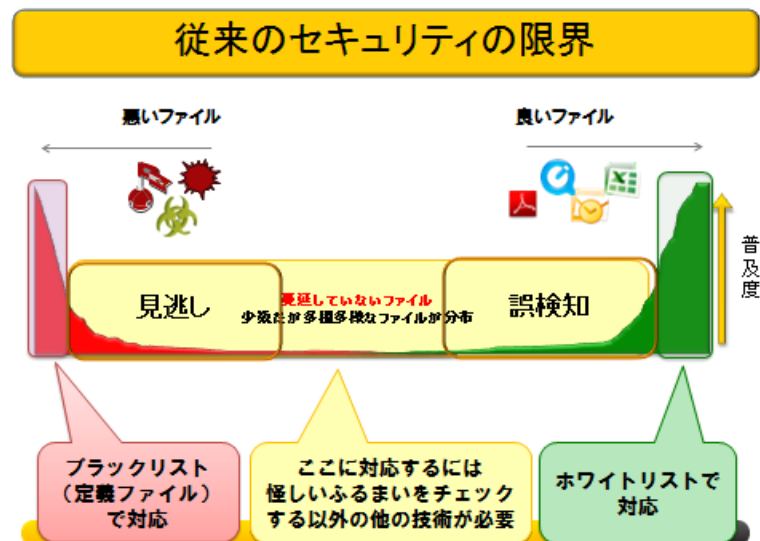 従来のセキュリティの限界
悪いファイル
良いファイル
普及度
見逃し
蔓延していないファイル
少数だが多種多様なファイルが分布
誤検知
ブラックリスト
（定義ファイル）
で対応
ここに対応するには
怪しいふるまいをチェック
する以外の他の技術が必要
ホワイトリストで
対応